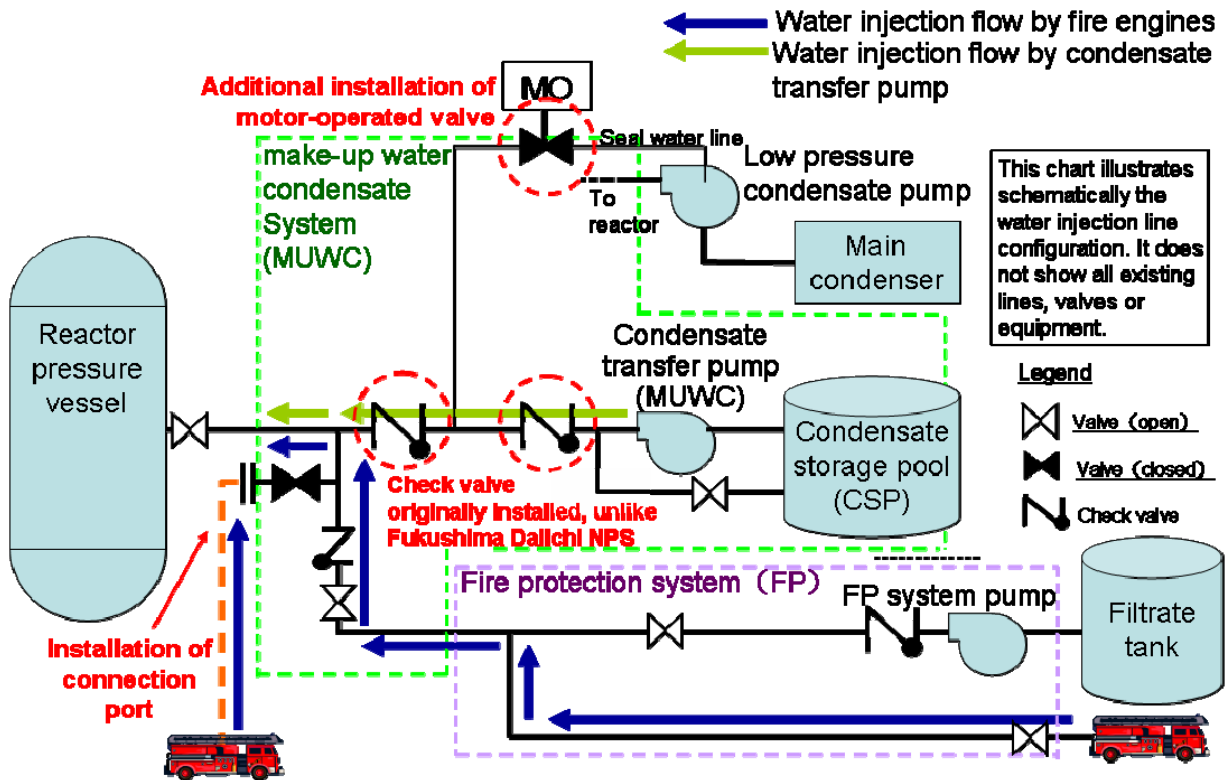 Water injection flow by fire engines
Water injection flow by condensate
transfer pump
Additional installation of
motor-operated valve
MO
Seal water line
make-up water
condensate
System
(MUWC)
Low pressure
condensate pump
To
reactor
Main
condenser
This chart illustrates
schematically the
water injection line
configuration. It does
not show all existing
lines, valves or
equipment.
Reactor
pressure
vessel
Condensate
transfer pump
(MUWC)
Condensate
storage pool
(CSP)
Legend
Valve (open)
Valve (closed)
Check valve
Check valve
originally installed, unlike
Fukushima Daiichi NPS
Fire protection system (FP)
FP system pump
Filtrate
tank
Installation of
connection
port